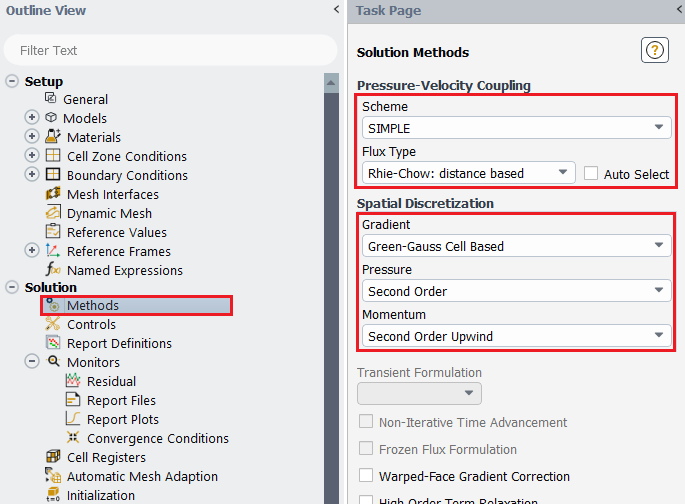 Outline View
<
Filter Text
Setup
General
Models
Materials
Cell Zone Conditions
Boundary Conditions
Mesh Interfaces
Dynamic Mesh
Reference Values
Reference Frames
Named Expressions
Solution
Methods
Controls
Report Definitions
Monitors
Residual
Report Files
Report Plots
Convergence Conditions
Cell Registers
Automatic Mesh Adaption
Initialization
Task Page
<
Solution Methods
?
Pressure-Velocity Coupling
Scheme
SIMPLE
Flux Type
Rhie-Chow: distance based
Auto Select
Spatial Discretization
Gradient
Green-Gauss Cell Based
Pressure
Second Order
Momentum
Second Order Upwind
Transient Formulation
Non-Iterative Time Advancement
Frozen Flux Formulation
Warped-Face Gradient Correction
High Order Term Relaxation